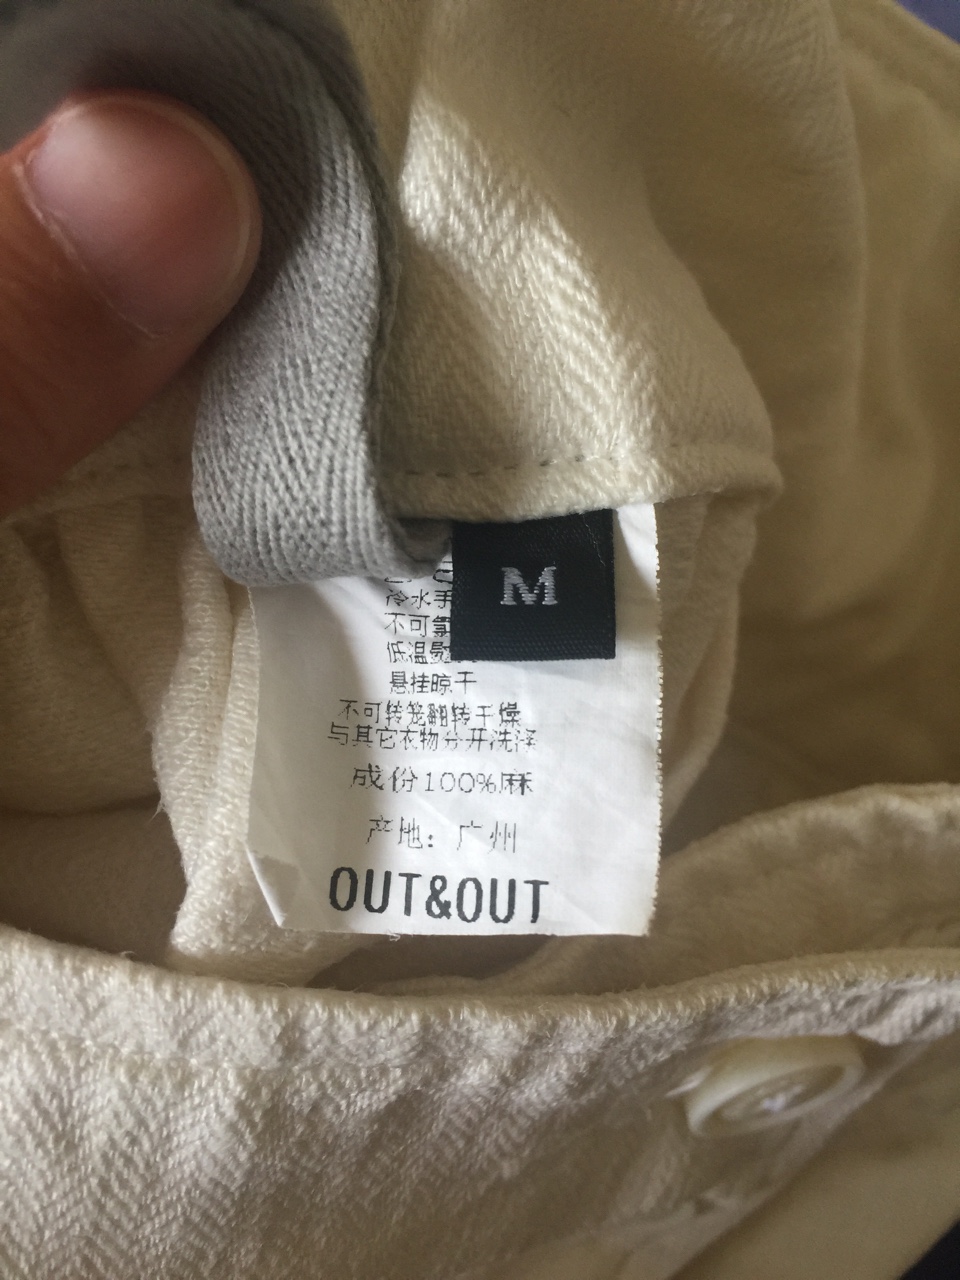 M
冷水手
不可氯
低温熨
悬挂晾干
不可转笼翻转干燥
与其它衣物分开洗涤
成份100%麻
产地：广州
OUT&OUT